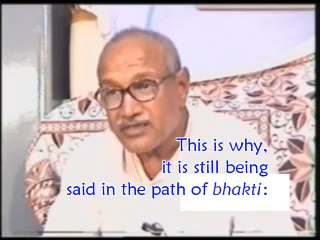 This is why,
it is still being
said in the path of bhakti: